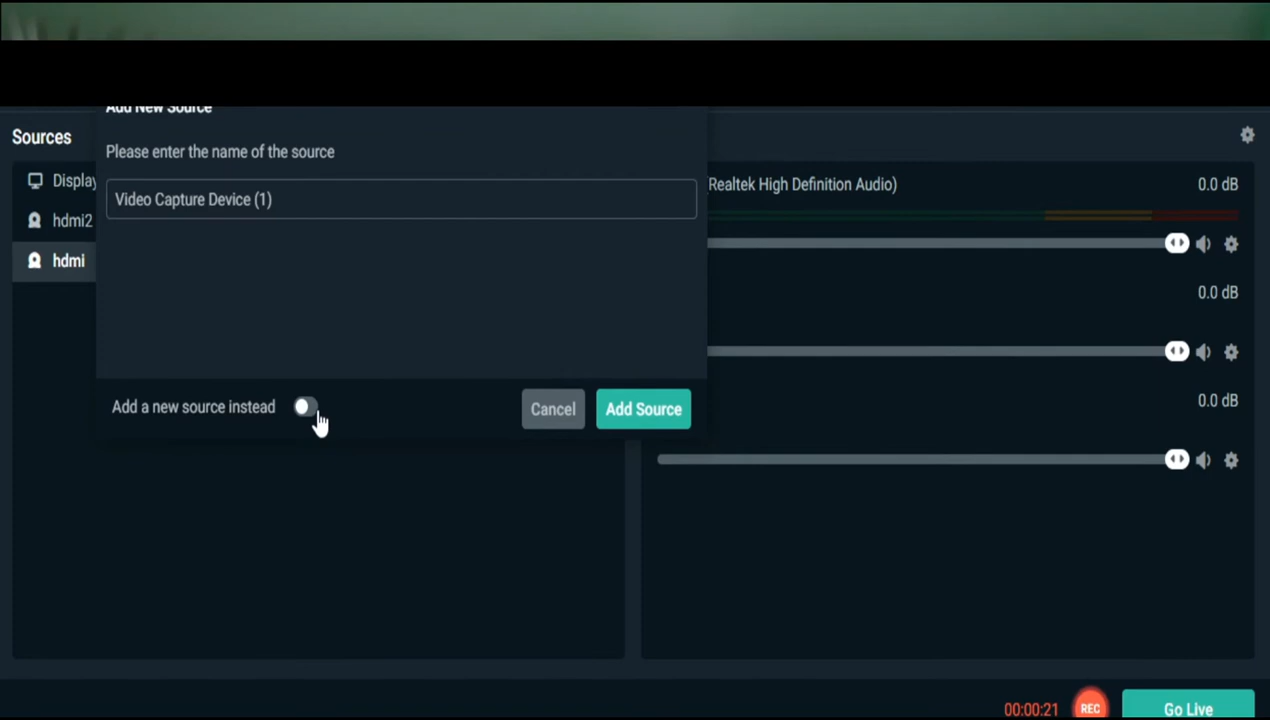 Add New Source
Sources
Please enter the name of the source
Display
(Realtek High Definition Audio)
0.0 dB
Video Capture Device (1)
hdmi2
hdmi
0.0 dB
Add a new source instead
Cancel
Add Source
0.0 dB
00:00:21
REC
Go Live